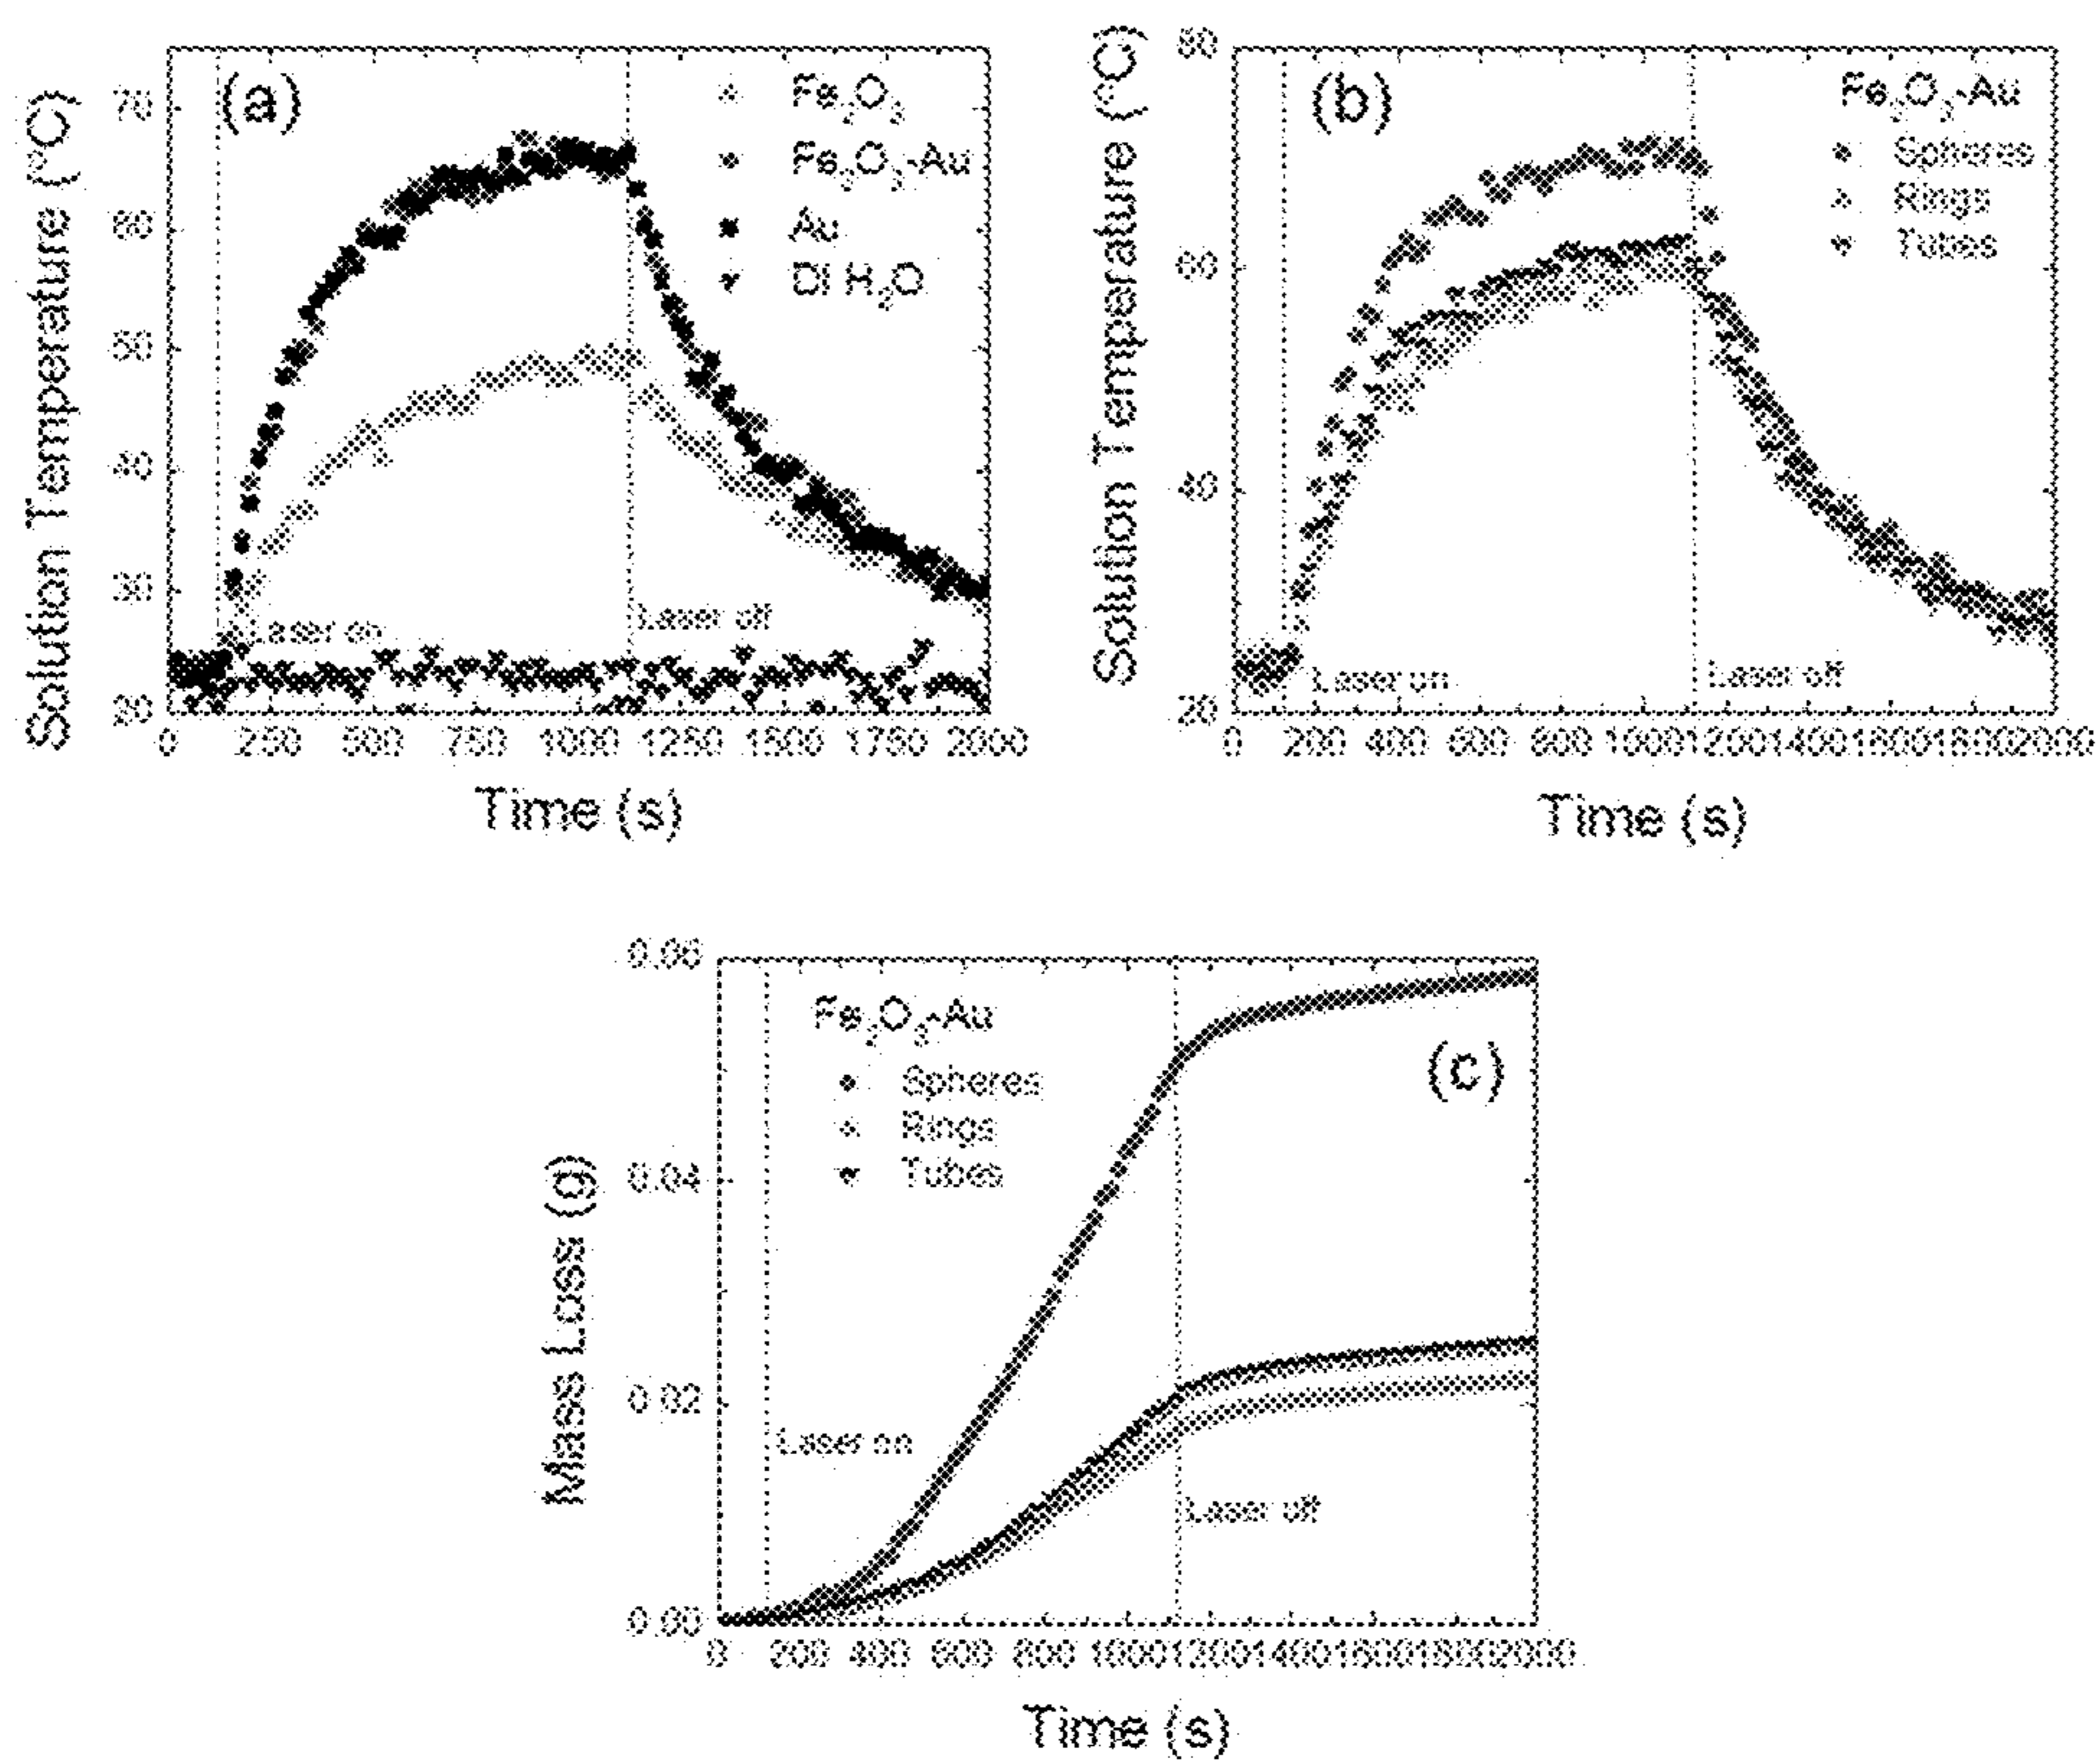 (a)
Solution Temperature (°C)
70
60
50
40
30
20
Fe2O3
Fe2O3-Au
Au
DI H2O
Laser on
Laser off
0 250 500 750 1000 1250 1500 1750 2000
Time (s)
(b)
Solution Temperature (°C)
80
60
40
20
Fe2O3-Au
Spheres
Rings
Tubes
Laser on
Laser off
0 200 400 600 800 1000 1200 1400 1600 1800 2000
Time (s)
(c)
Mass Loss (g)
0.06
0.04
0.02
0.00
Fe2O3-Au
Spheres
Rings
Tubes
Laser on
Laser off
0 200 400 600 800 1000 1200 1400 1600 1800 2000
Time (s)